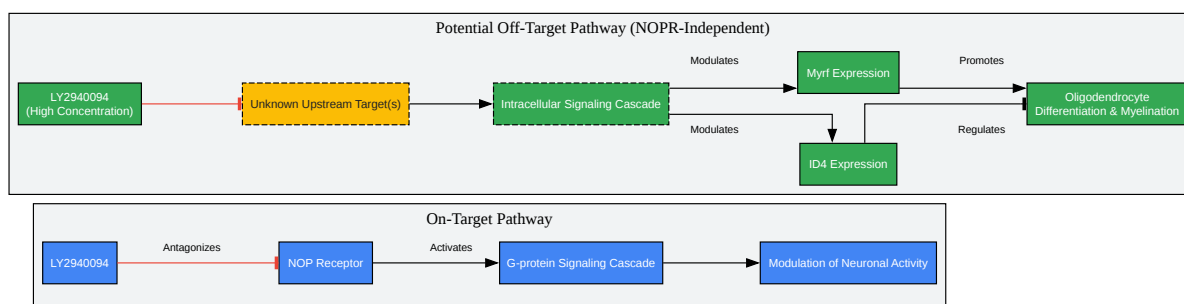 Potential Off-Target Pathway (NOPR-Independent)
LY2940094
(High Concentration)
Unknown Upstream Target(s)
Intracellular Signaling Cascade
Modulates
Myrf Expression
Promotes
Modulates
ID4 Expression
Regulates
Oligodendrocyte
Differentiation & Myelination
On-Target Pathway
LY2940094
Antagonizes
NOP Receptor
Activates
G-protein Signaling Cascade
Modulation of Neuronal Activity